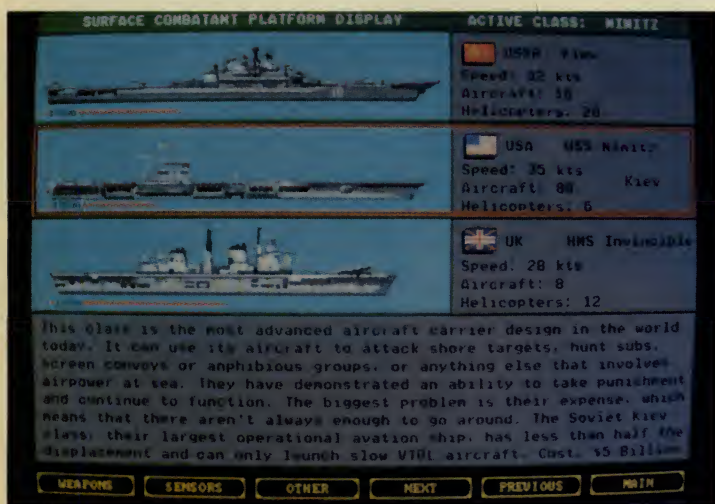 SURFACE COMBATANT PLATFORM DISPLAY
ACTIVE CLASS: NIMITZ
USSR Kiev
Speed: 32 kts
Aircraft: 16
Helicopters: 20
USA USS Nimitz
Speed: 35 kts
Aircraft: 80
Kiev
Helicopters: 6
UK HMS Invincible
Speed: 28 kts
Aircraft: 8
Helicopters: 12
This class is the most advanced aircraft carrier design in the world
today. It can use its aircraft to attack shore targets, hunt subs,
screen convoys or anphibious groups, or anything else that involves
airpower at sea. They have demonstrated an ability to take punishment
and continue to function. The biggest problem is their expense, which
means that there aren't always enough to go around. The Soviet Kiev
class, their largest operational avation ship, has less than half the
displacement and can only launch slow VTOL aircraft. Cost. $5 Billion
WEAPONS
SENSORS
OTHER
NEXT
PREVIOUS
MAIN